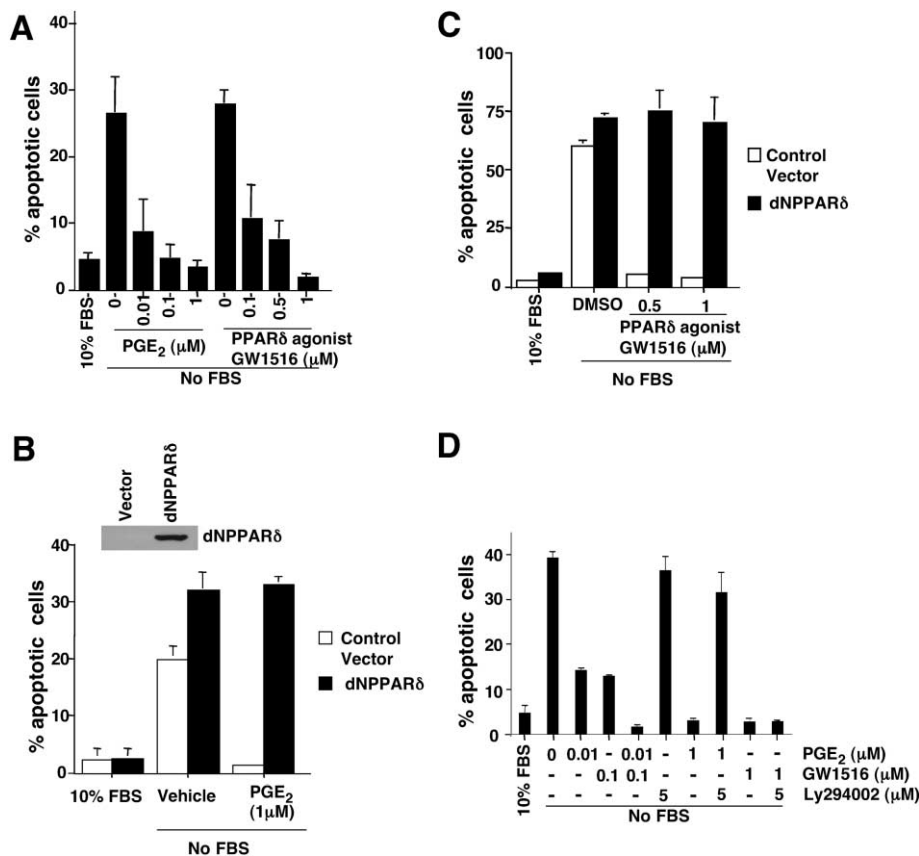 A
% apoptotic cells
40
30
20
10
0
10% FBS-
0-
0.01-
0.1-
1-
0-
0.1-
0.5-
1
PGE₂ (μM)
PPARδ agonist
GW1516 (μM)
No FBS
B
Vector
dNPPARδ
dNPPARδ
% apoptotic cells
40
30
20
10
0
Control
Vector
dNPPARδ
10% FBS
Vehicle
PGE₂
(1μM)
No FBS
C
% apoptotic cells
100
75
50
25
0
Control
Vector
dNPPARδ
10% FBS
DMSO
0.5
1
PPARδ agonist
GW1516 (μM)
No FBS
D
% apoptotic cells
40
30
20
10
0
10% FBS
0 0.01 - 0.01 - 1 1 - - PGE₂ (μM)
- - 0.1 0.1 - - - 1 1 GW1516 (μM)
- - - - 5 - 5 - 5 Ly294002 (μM)
No FBS